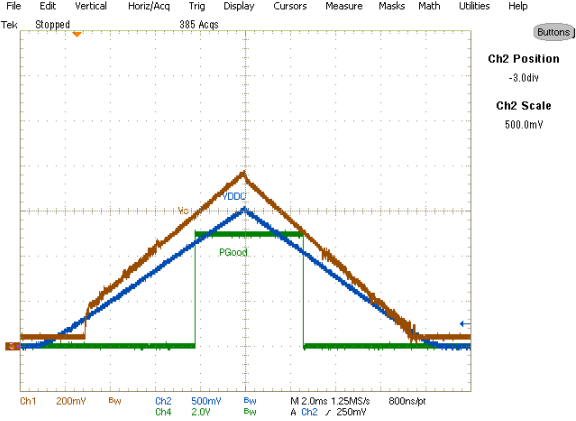 File Edit Vertical Horiz/Acq Trig Display Cursors Measure Masks Math Utilities Help
Tek Stopped 385 Acqs
Buttons
Ch2 Position
-3.0div
Ch2 Scale
500.0mV
VDDC
Vo
PGood
Ch1 200mV Bw Ch2 500mV Bw M 2.0ms 1.25MS/s 800ns/pt
Ch4 2.0V Bw A Ch2 ∕ 250mV